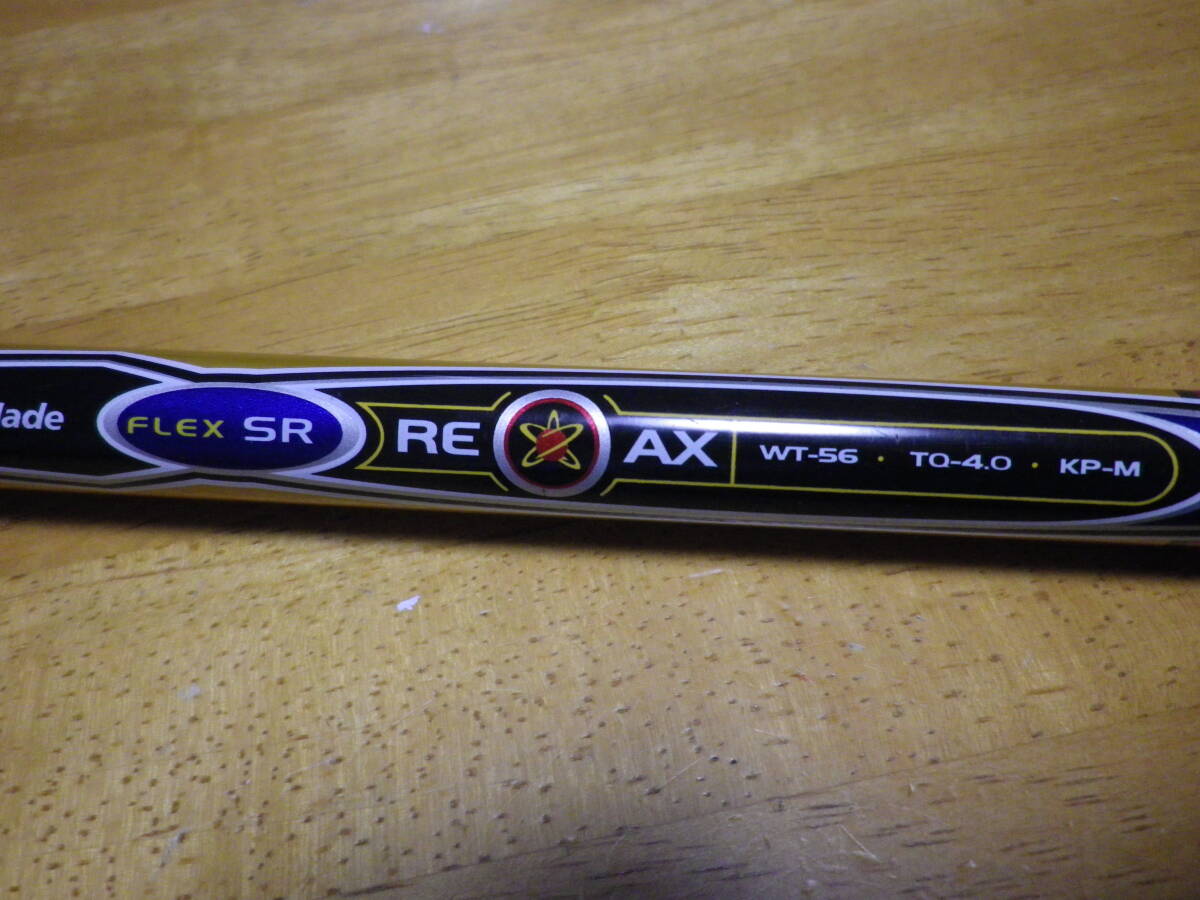 lade FLEX SR RE AX WT-56 · TQ-4.0 · KP-M